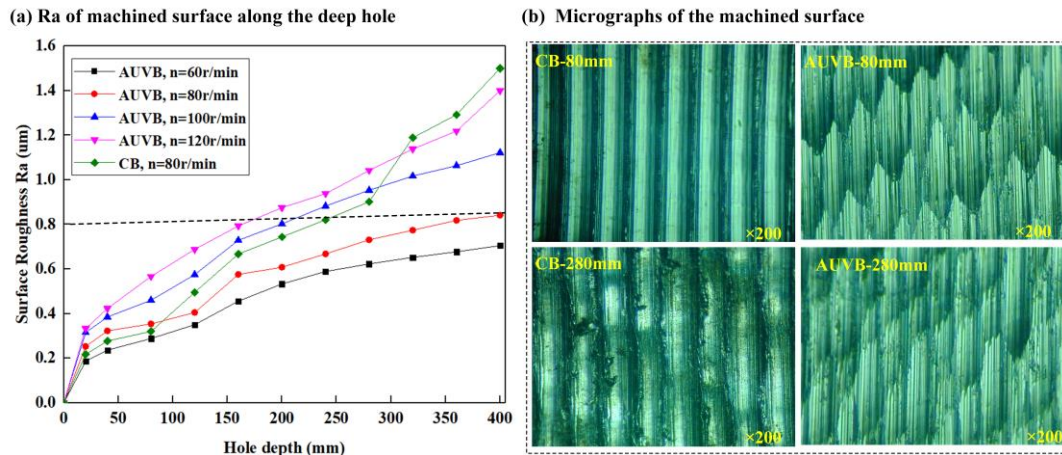 (a) Ra of machined surface along the deep hole
1.6
1.4
1.2
1.0
0.8
0.6
0.4
0.2
0.0
Surface Roughness Ra (um)
AUVB, n=60r/min
AUVB, n=80r/min
AUVB, n=100r/min
AUVB, n=120r/min
CB, n=80r/min
0 50 100 150 200 250 300 350 400
Hole depth (mm)
(b) Micrographs of the machined surface
CB-80mm
×200
AUVB-80mm
×200
CB-280mm
×200
AUVB-280mm
×200